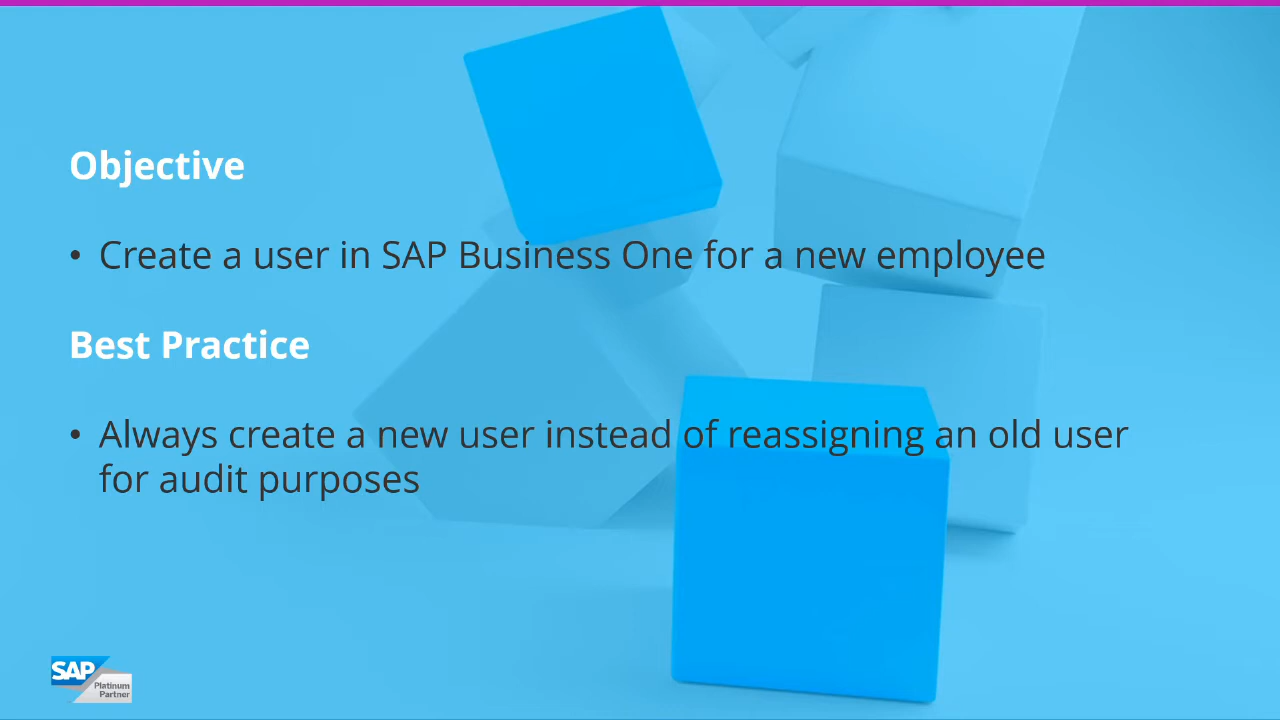 Objective
• Create a user in SAP Business One for a new employee
Best Practice
• Always create a new user instead of reassigning an old user
for audit purposes
SAP
Platinum
Partner